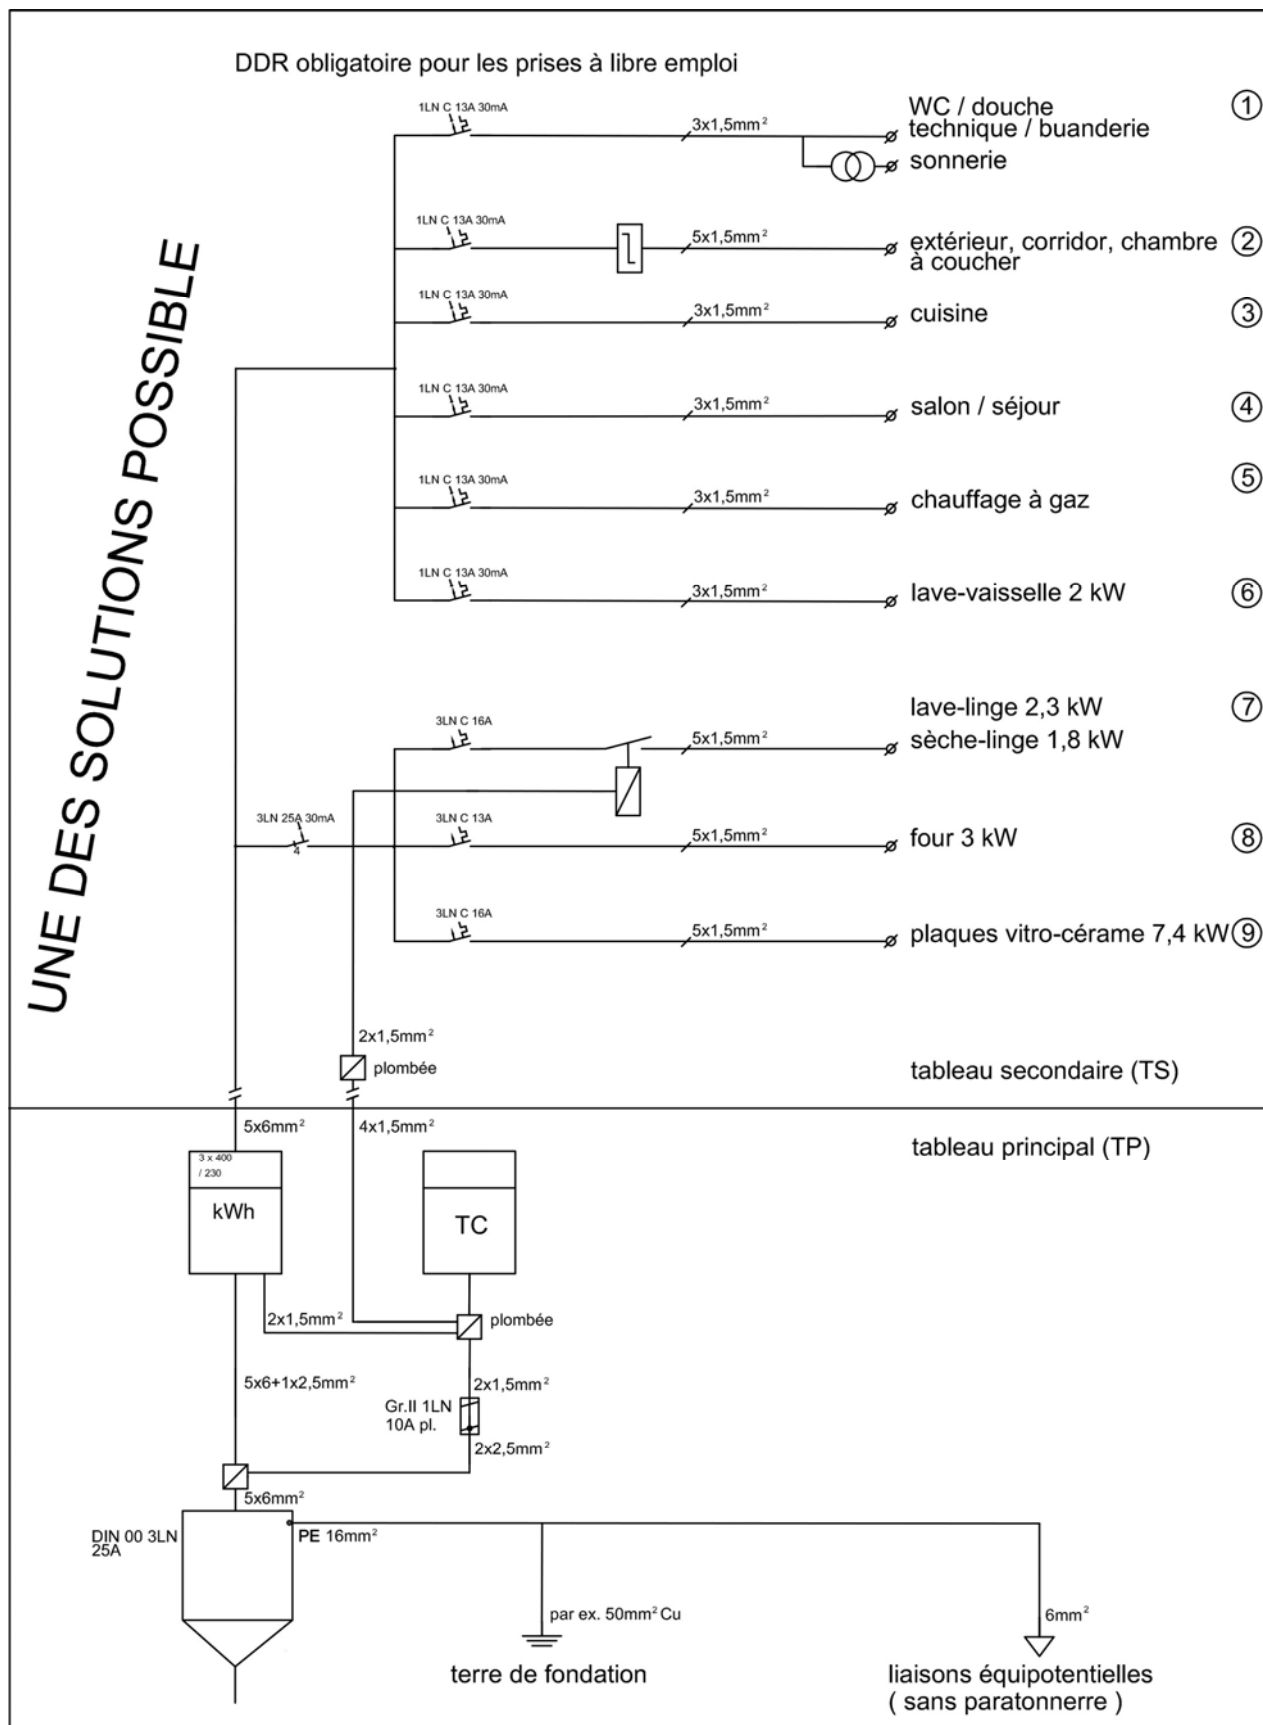 DDR obligatoire pour les prises à libre emploi
UNE DES SOLUTIONS POSSIBLE
1LN C 13A 30mA
3x1,5mm²
WC / douche
technique / buanderie
1
sonnerie
1LN C 13A 30mA
5x1,5mm²
extérieur, corridor, chambre
à coucher
2
1LN C 13A 30mA
3x1,5mm²
cuisine
3
1LN C 13A 30mA
3x1,5mm²
salon / séjour
4
1LN C 13A 30mA
3x1,5mm²
chauffage à gaz
5
1LN C 13A 30mA
3x1,5mm²
lave-vaisselle 2 kW
6
3LN C 16A
5x1,5mm²
lave-linge 2,3 kW
sèche-linge 1,8 kW
7
3LN 25A 30mA
4
3LN C 13A
5x1,5mm²
four 3 kW
8
3LN C 16A
5x1,5mm²
plaques vitro-cérame 7,4 kW
9
2x1,5mm²
plombée
tableau secondaire (TS)
5x6mm²
4x1,5mm²
tableau principal (TP)
3 x 400
/ 230
kWh
TC
2x1,5mm²
plombée
5x6+1x2,5mm²
2x1,5mm²
Gr.II 1LN
10A pl.
2x2,5mm²
5x6mm²
DIN 00 3LN
25A
PE 16mm²
par ex. 50mm² Cu
6mm²
terre de fondation
liaisons équipotentielles
( sans paratonnerre )